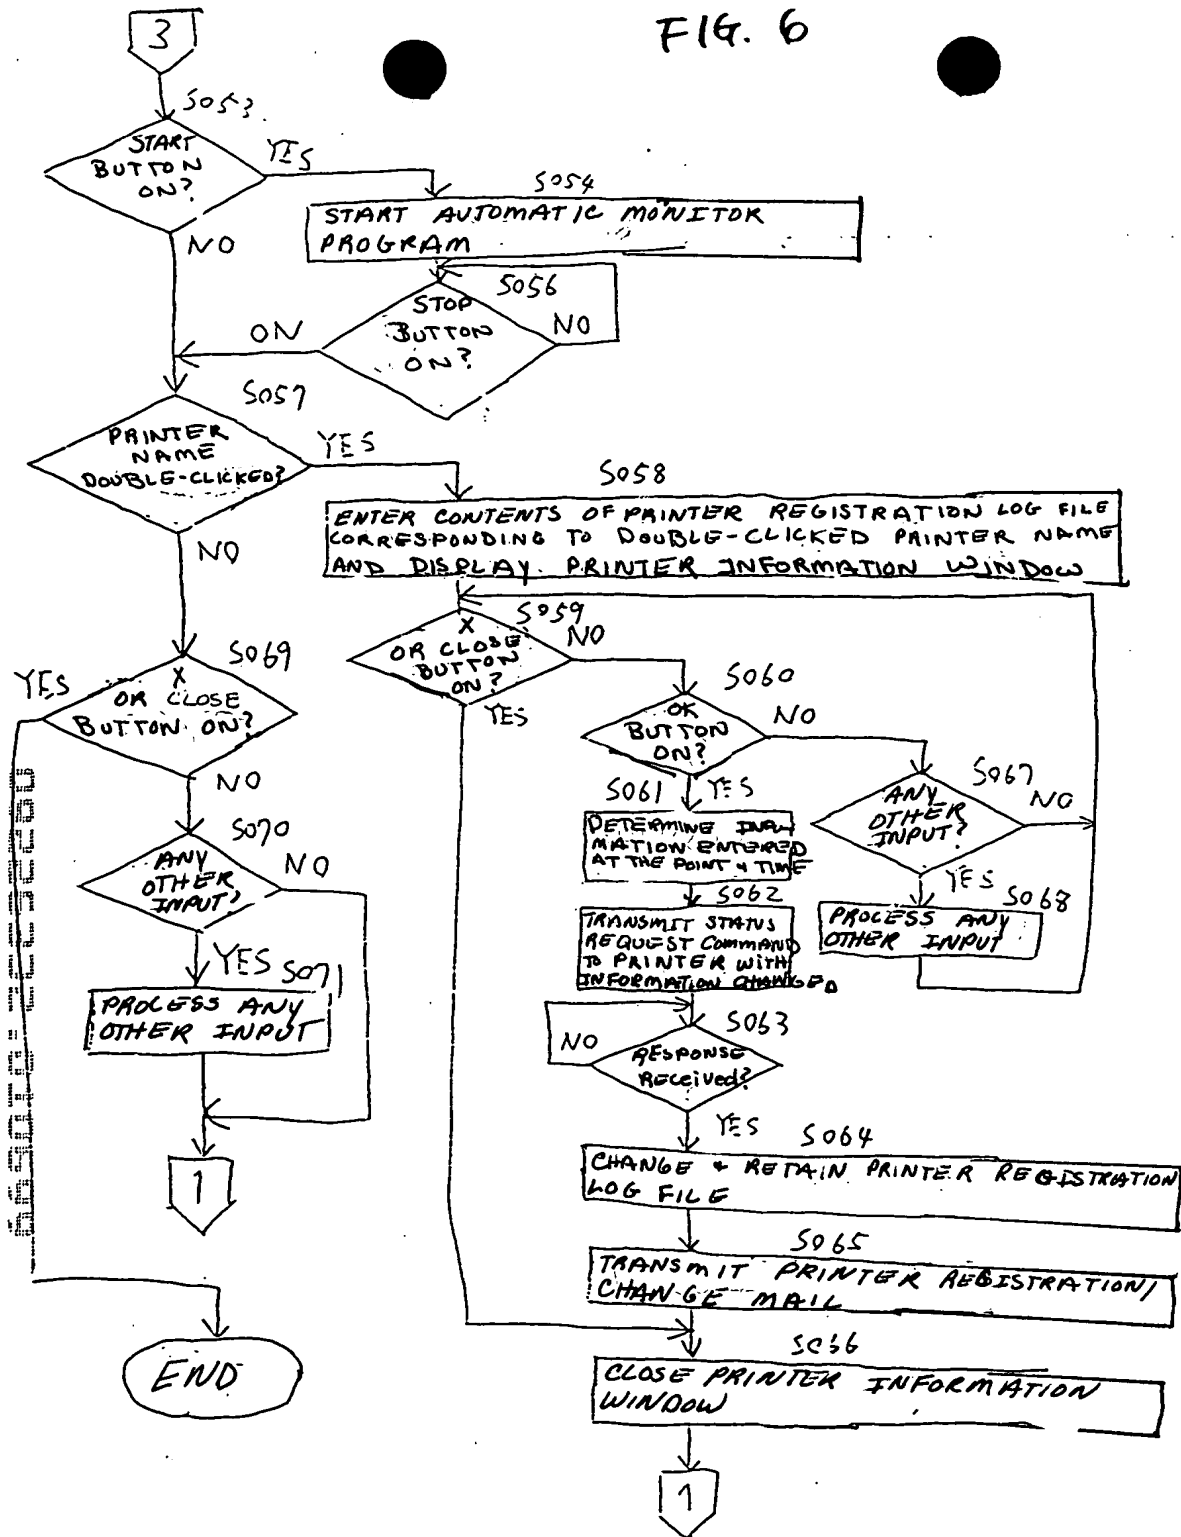 FIG. 6
3
S053
START
BUTTON
ON?
YES
NO
S054
START AUTOMATIC MONITOR
PROGRAM
S056
STOP
BUTTON
ON?
ON
NO
S057
PRINTER
NAME
DOUBLE-CLICKED?
YES
NO
S058
ENTER CONTENTS OF PRINTER REGISTRATION LOG FILE
CORRESPONDING TO DOUBLE-CLICKED PRINTER NAME
AND DISPLAY PRINTER INFORMATION WINDOW
S059
X
OR CLOSE
BUTTON
ON?
NO
YES
S060
OK
BUTTON
ON?
NO
YES
S061
DETERMINE INFOR
MATION ENTERED
AT THE POINT & TIME
S062
TRANSMIT STATUS
REQUEST COMMAND
TO PRINTER WITH
INFORMATION CHANGED
S063
RESPONSE
Received?
NO
YES
S064
CHANGE & RETAIN PRINTER REGISTRATION
LOG FILE
S065
TRANSMIT PRINTER REGISTRATION/
CHANGE MAIL
S066
CLOSE PRINTER INFORMATION
WINDOW
1
S067
ANY
OTHER
INPUT?
NO
YES
S068
PROCESS ANY
OTHER INPUT
S069
X
OR CLOSE
BUTTON ON?
YES
NO
S070
ANY
OTHER
INPUT?
NO
YES
S071
PROCESS ANY
OTHER INPUT
1
END